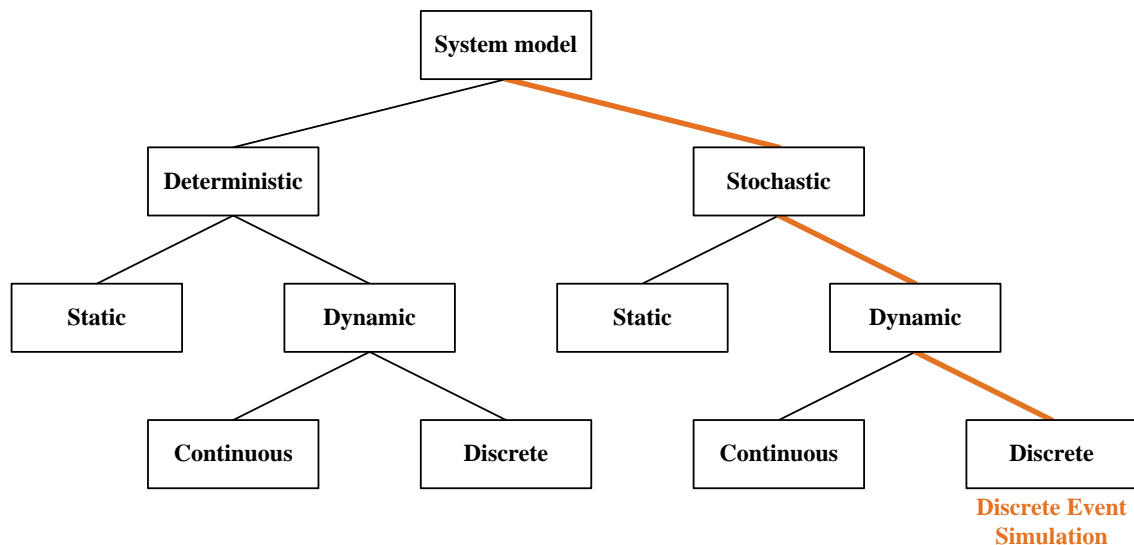 System model
Deterministic
Stochastic
Static
Dynamic
Static
Dynamic
Continuous
Discrete
Continuous
Discrete
Discrete Event
Simulation